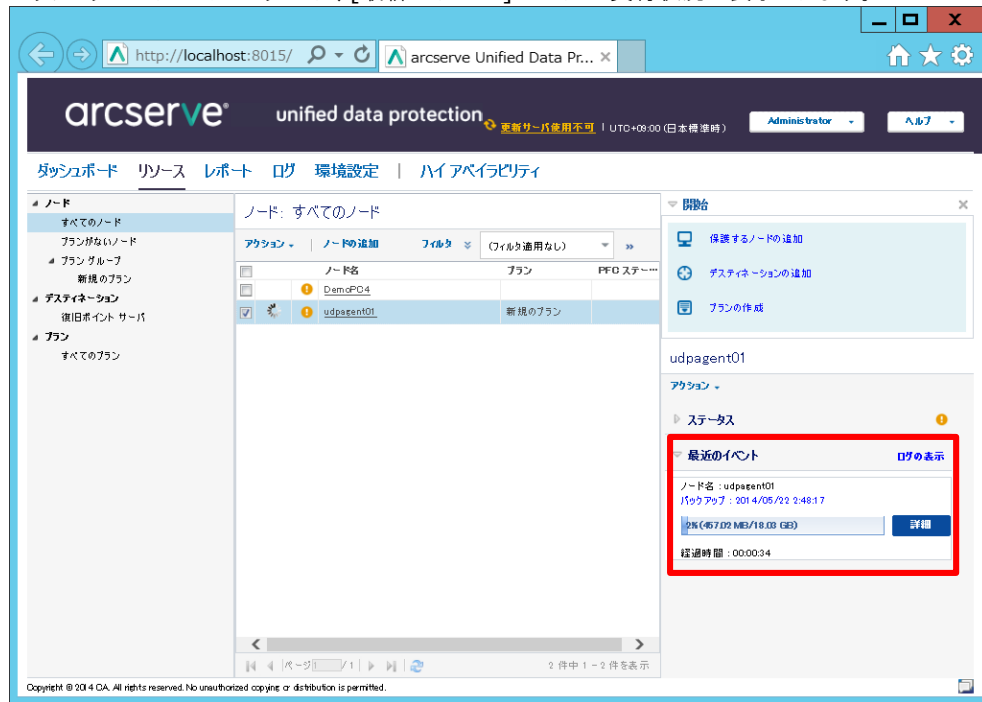 http://localhost:8015/
arcserve Unified Data Pr... ×
arcserve® unified data protection 更新サーバ使用不可 | UTC+09:00 (日本標準時) Administrator ヘルプ
ダッシュボード リソース レポート ログ 環境設定 | ハイ アベイラビリティ
ノード
すべてのノード
プランがないノード
プラン グループ
新規のプラン
デスティネーション
復旧ポイント サーバ
プラン
すべてのプラン
ノード: すべてのノード
アクション | ノードの追加 フィルタ (フィルタ適用なし)
ノード名 プラン PFC ステー…
DemoPC4
udpagent01 新規のプラン
ページ 1 / 1 2 件中 1 - 2 件を表示
開始
保護するノードの追加
デスティネーションの追加
プランの作成
udpagent01
アクション
ステータス
最近のイベント ログの表示
ノード名 : udpagent01
バックアップ : 2014/05/22 2:48:17
2% (457.02 MB/18.03 GB) 詳細
経過時間 : 00:00:34
Copyright © 2014 CA. All rights reserved. No unauthorized copying or distribution is permitted.